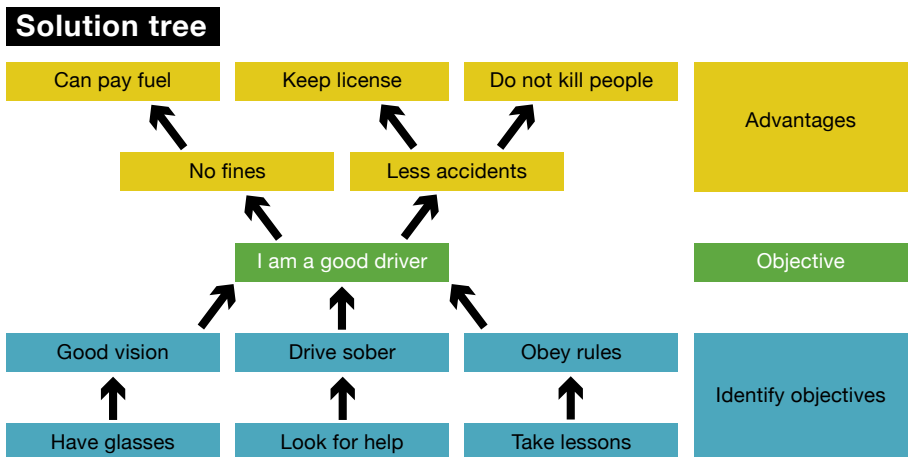 Solution tree
Can pay fuel
Keep license
Do not kill people
Advantages
No fines
Less accidents
I am a good driver
Objective
Good vision
Drive sober
Obey rules
Identify objectives
Have glasses
Look for help
Take lessons